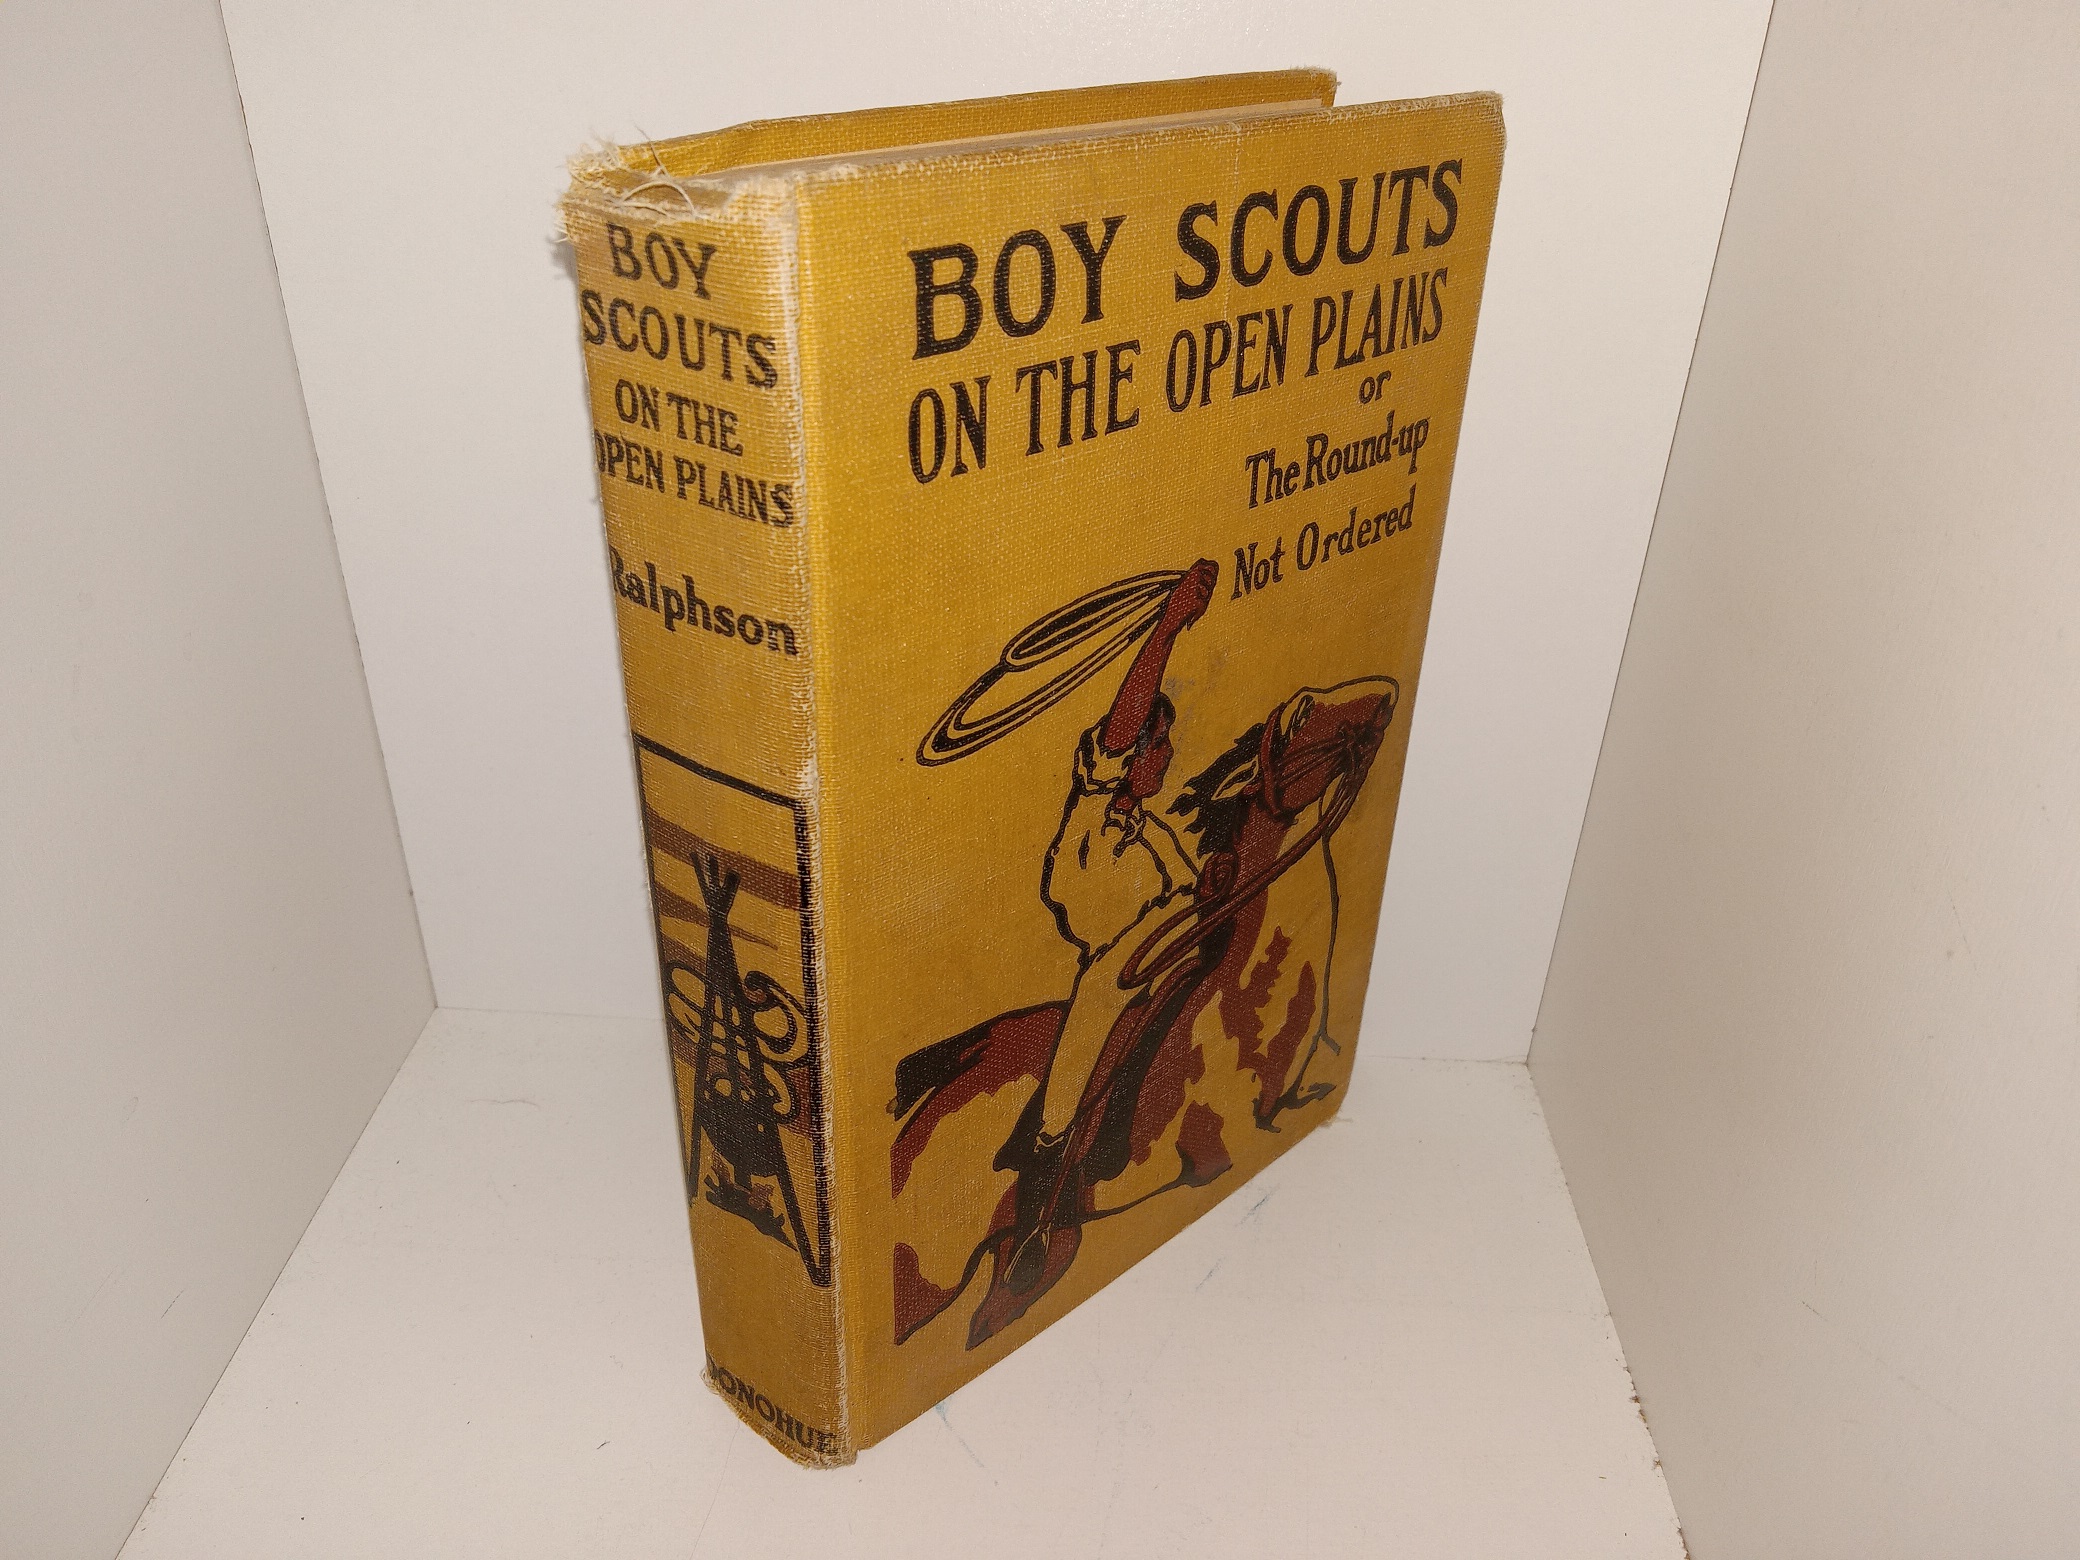 BOY
SCOUTS
ON THE
OPEN PLAINS
Ralphson
DONOHUE
BOY SCOUTS
ON THE OPEN PLAINS
or
The Round-up
Not Ordered